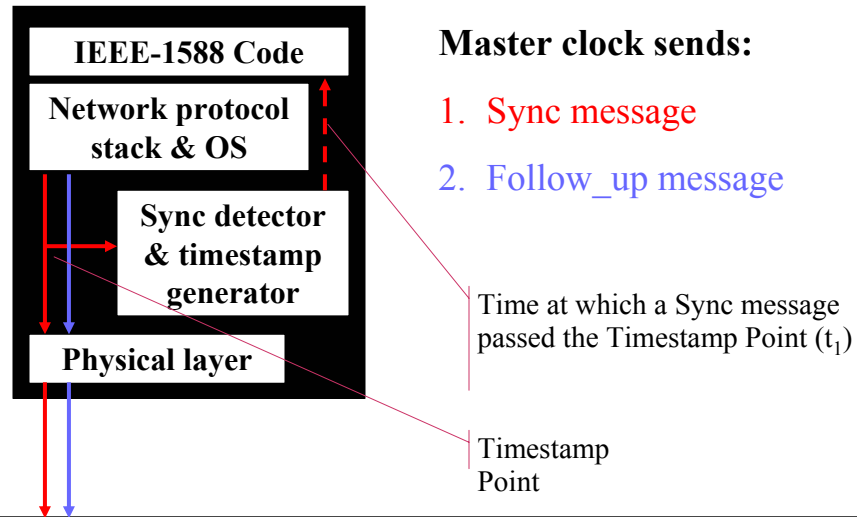 IEEE-1588 Code
Network protocol
stack & OS
Sync detector
& timestamp
generator
Physical layer
Master clock sends:
1. Sync message
2. Follow_up message
Time at which a Sync message
passed the Timestamp Point (t₁)
Timestamp
Point